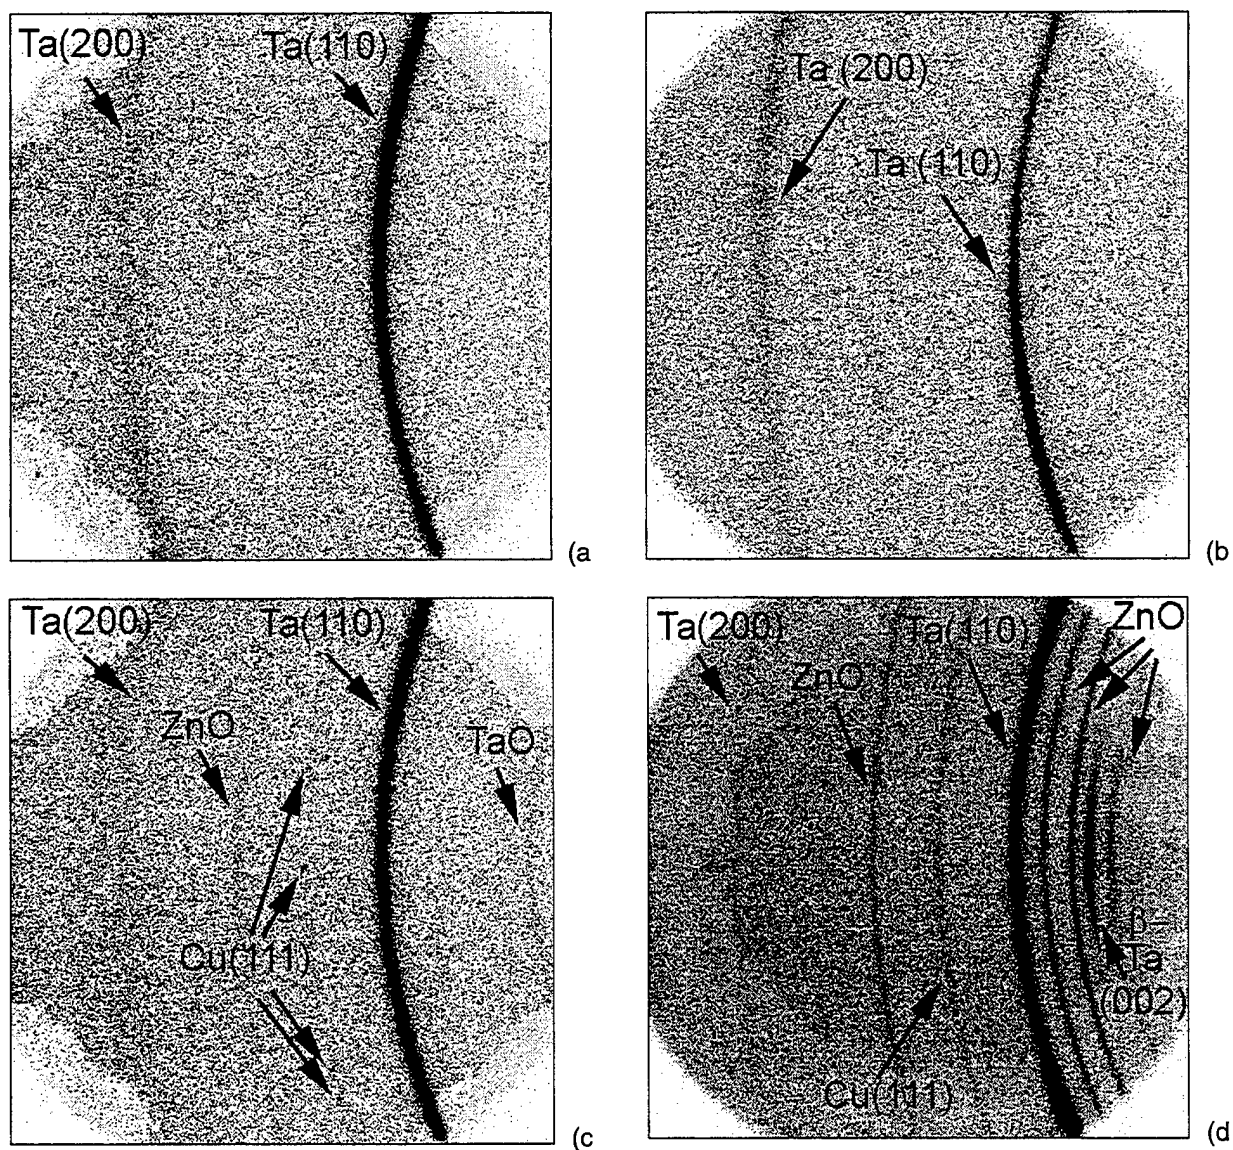 Ta(200)
Ta(110)
(a
Ta (200)
Ta (110)
(b
Ta(200)
Ta(110)
ZnO
TaO
Cu(111)
(c
Ta(200)
Ta(110)
ZnO
ZnO
β–
Ta
(002)
Cu(111)
(d